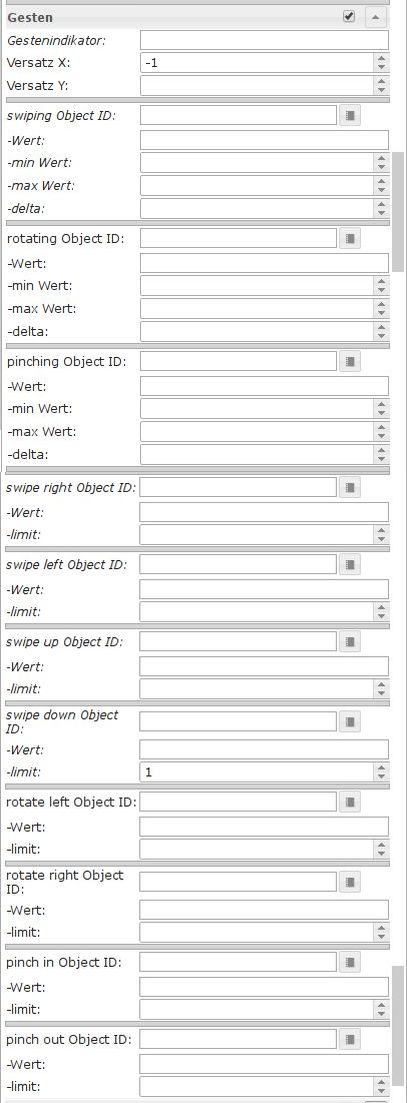 Gesten
Gestenindikator:
Versatz X: -1
Versatz Y:
swiping Object ID:
-Wert:
-min Wert:
-max Wert:
-delta:
rotating Object ID:
-Wert:
-min Wert:
-max Wert:
-delta:
pinching Object ID:
-Wert:
-min Wert:
-max Wert:
-delta:
swipe right Object ID:
-Wert:
-limit:
swipe left Object ID:
-Wert:
-limit:
swipe up Object ID:
-Wert:
-limit:
swipe down Object
ID:
-Wert:
-limit: 1
rotate left Object ID:
-Wert:
-limit:
rotate right Object
ID:
-Wert:
-limit:
pinch in Object ID:
-Wert:
-limit:
pinch out Object ID:
-Wert:
-limit: